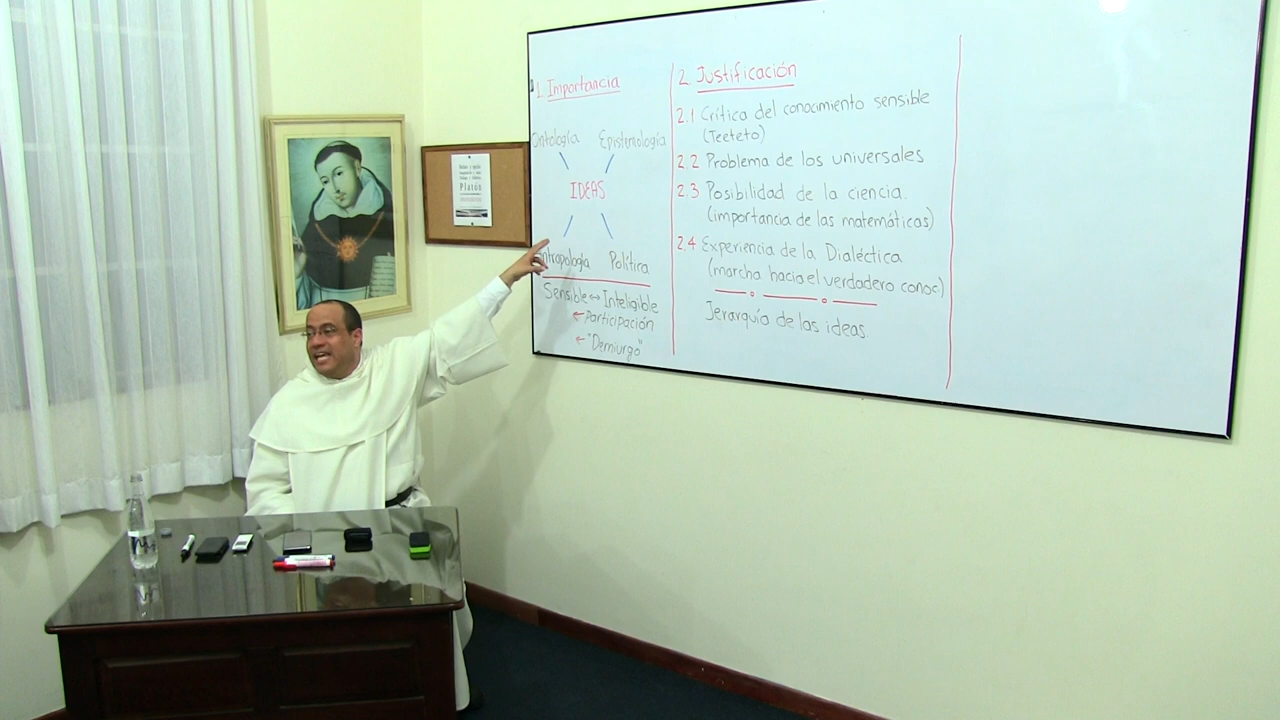 Platón
1. Importancia
Ontología Epistemología
IDEAS
Antropología Política
Sensible ↔ Inteligible
← Participación
← "Demiurgo"
2. Justificación
2.1 Crítica del conocimiento sensible
(Teeteto)
2.2 Problema de los universales
2.3 Posibilidad de la ciencia.
(importancia de las matemáticas)
2.4 Experiencia de la Dialéctica
(marcha hacia el verdadero conoc.)
Jerarquía de las ideas.